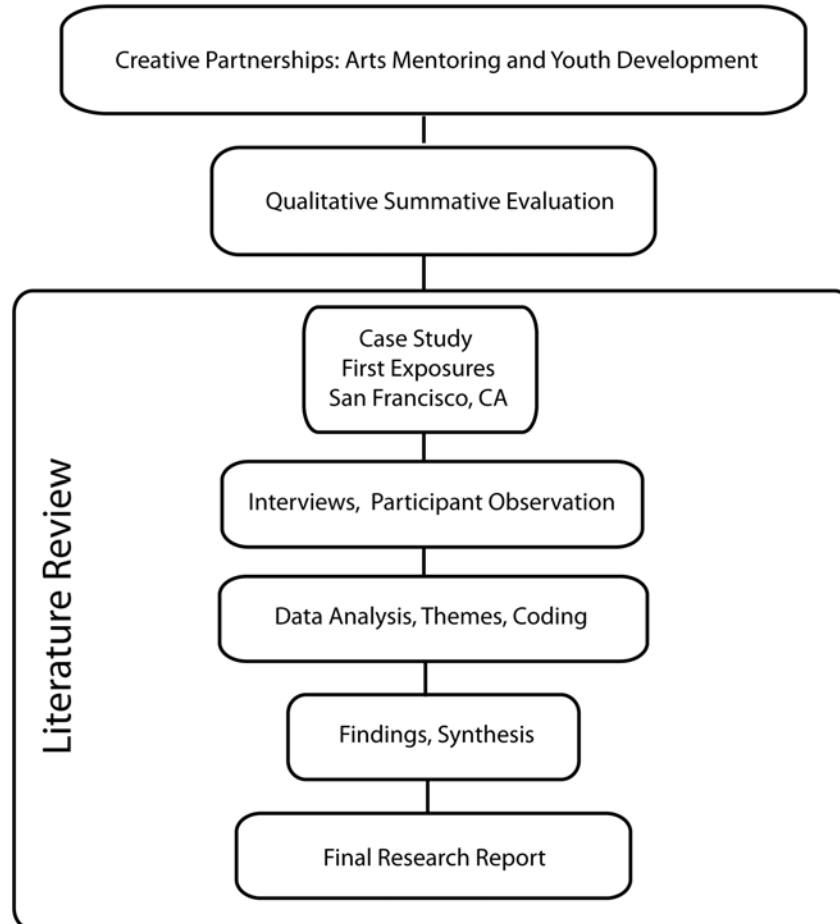 Creative Partnerships: Arts Mentoring and Youth Development
Qualitative Summative Evaluation
Case Study
First Exposures
San Francisco, CA
Interviews, Participant Observation
Literature Review
Data Analysis, Themes, Coding
Findings, Synthesis
Final Research Report